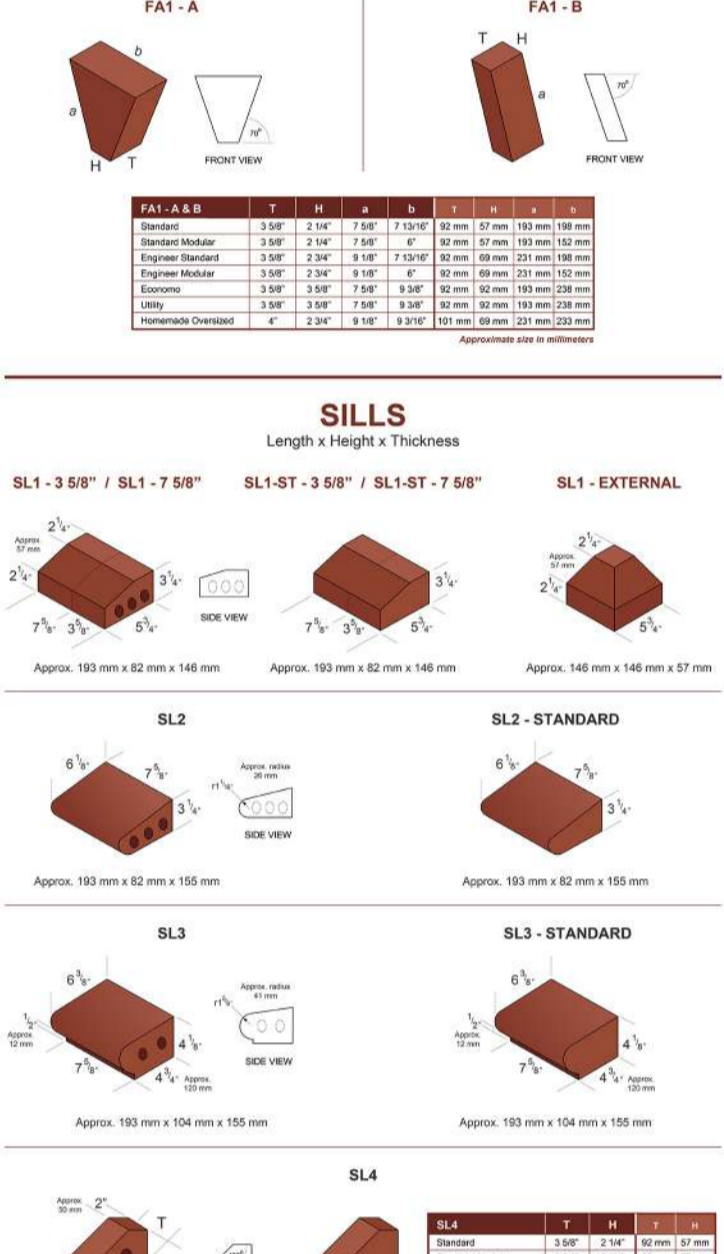 FA1 - A
FA1 - B
b
a
H
T
70°
FRONT VIEW
T
H
a
70°
FRONT VIEW
FA1 - A & B T H a b T H a b
Standard 3 5/8" 2 1/4" 7 5/8" 7 13/16" 92 mm 57 mm 193 mm 198 mm
Standard Modular 3 5/8" 2 1/4" 7 5/8" 6" 92 mm 57 mm 193 mm 152 mm
Engineer Standard 3 5/8" 2 3/4" 9 1/8" 7 13/16" 92 mm 69 mm 231 mm 198 mm
Engineer Modular 3 5/8" 2 3/4" 9 1/8" 6" 92 mm 69 mm 231 mm 152 mm
Economo 3 5/8" 3 5/8" 7 5/8" 9 3/8" 92 mm 92 mm 193 mm 238 mm
Utility 3 5/8" 3 5/8" 7 5/8" 9 3/8" 92 mm 92 mm 193 mm 238 mm
Homemade Oversized 4" 2 3/4" 9 1/8" 9 3/16" 101 mm 69 mm 231 mm 233 mm
Approximate size in millimeters
SILLS
Length x Height x Thickness
SL1 - 3 5/8” / SL1 - 7 5/8”
SL1-ST - 3 5/8” / SL1-ST - 7 5/8”
SL1 - EXTERNAL
2 1/4"
Approx.
57 mm
2 1/4"
3 1/4"
7 5/8" 3 5/8" 5 3/4"
SIDE VIEW
3 1/4"
7 5/8" 3 5/8" 5 3/4"
2 1/4"
Approx.
57 mm
2 1/4"
5 3/4"
Approx. 193 mm x 82 mm x 146 mm
Approx. 193 mm x 82 mm x 146 mm
Approx. 146 mm x 146 mm x 57 mm
SL2
SL2 - STANDARD
6 1/8"
7 5/8"
3 1/4"
Approx. radius
26 mm
SIDE VIEW
6 1/8"
7 5/8"
3 1/4"
Approx. 193 mm x 82 mm x 155 mm
Approx. 193 mm x 82 mm x 155 mm
SL3
SL3 - STANDARD
6 3/8"
1/2"
Approx.
12 mm
7 5/8"
4 1/8"
4 3/4" Approx.
120 mm
Approx. radius
41 mm
r1 5/8"
SIDE VIEW
6 3/8"
1/2"
Approx.
12 mm
7 5/8"
4 1/8"
4 3/4" Approx.
120 mm
Approx. 193 mm x 104 mm x 155 mm
Approx. 193 mm x 104 mm x 155 mm
SL4
Approx.
50 mm
2"
T
SL4 T H T H
Standard 3 5/8" 2 1/4" 92 mm 57 mm